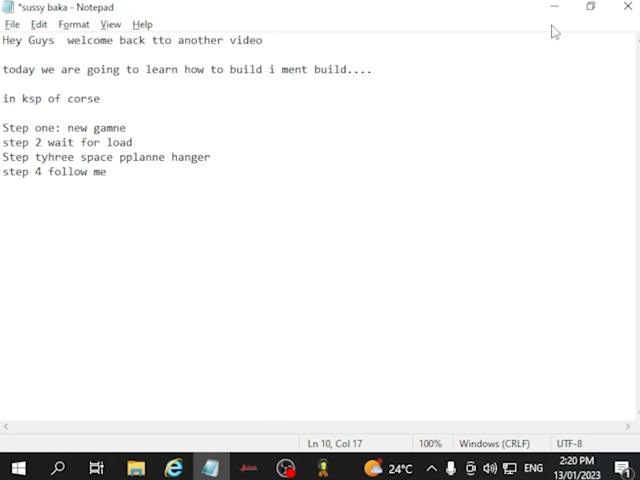 *sussy baka - Notepad
File Edit Format View Help
Hey Guys  welcome back tto another video
today we are going to learn how to build i ment build....
in ksp of corse
Step one: new gamne
step 2 wait for load
Step tyhree space pplanne hanger
step 4 follow me
Ln 10, Col 17 100% Windows (CRLF) UTF-8
24°C ENG 2:20 PM
13/01/2023 1